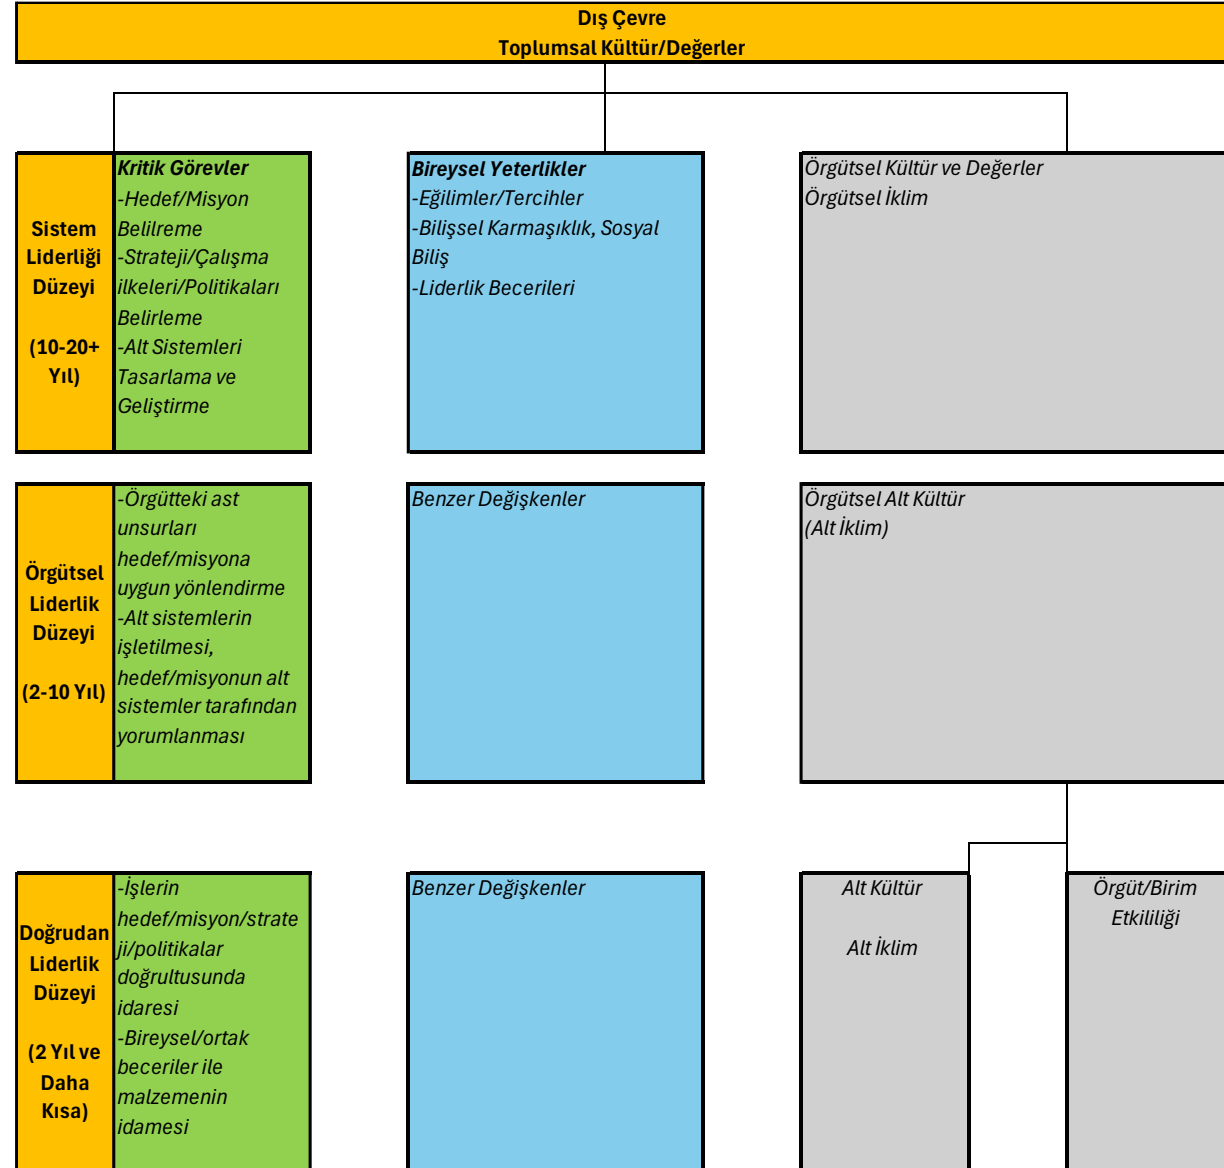 Dış Çevre
Toplumsal Kültür/Değerler
Sistem
Liderliği
Düzeyi
(10-20+
Yıl)
Kritik Görevler
-Hedef/Misyon
Belilreme
-Strateji/Çalışma
ilkeleri/Politikaları
Belirleme
-Alt Sistemleri
Tasarlama ve
Geliştirme
Bireysel Yeterlikler
-Eğilimler/Tercihler
-Bilişsel Karmaşıklık, Sosyal
Biliş
-Liderlik Becerileri
Örgütsel Kültür ve Değerler
Örgütsel İklim
Örgütsel
Liderlik
Düzeyi
(2-10 Yıl)
-Örgütteki ast
unsurları
hedef/misyona
uygun yönlendirme
-Alt sistemlerin
işletilmesi,
hedef/misyonun alt
sistemler tarafından
yorumlanması
Benzer Değişkenler
Örgütsel Alt Kültür
(Alt İklim)
Doğrudan
Liderlik
Düzeyi
(2 Yıl ve
Daha
Kısa)
-İşlerin
hedef/misyon/strate
ji/politikalar
doğrultusunda
idaresi
-Bireysel/ortak
beceriler ile
malzemenin
idamesi
Benzer Değişkenler
Alt Kültür
Alt İklim
Örgüt/Birim
Etkililiği